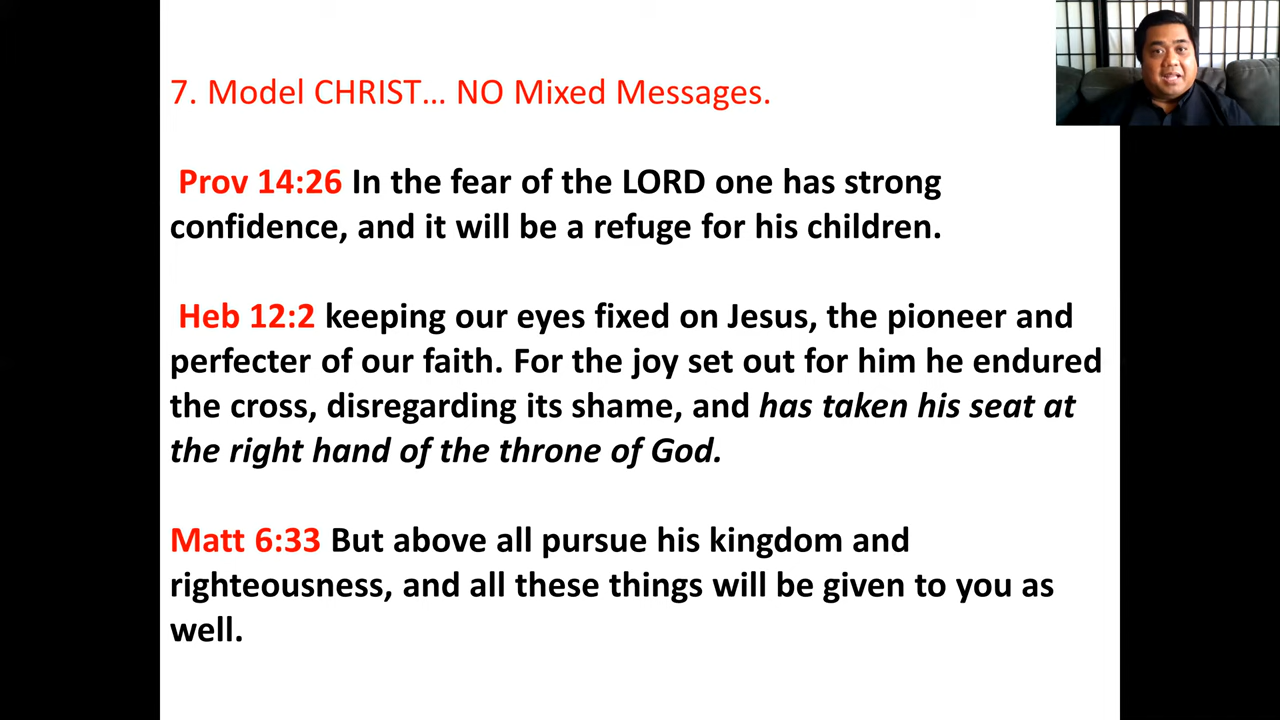 7. Model CHRIST… NO Mixed Messages.
Prov 14:26 In the fear of the LORD one has strong
confidence, and it will be a refuge for his children.
Heb 12:2 keeping our eyes fixed on Jesus, the pioneer and
perfecter of our faith. For the joy set out for him he endured
the cross, disregarding its shame, and has taken his seat at
the right hand of the throne of God.
Matt 6:33 But above all pursue his kingdom and
righteousness, and all these things will be given to you as
well.